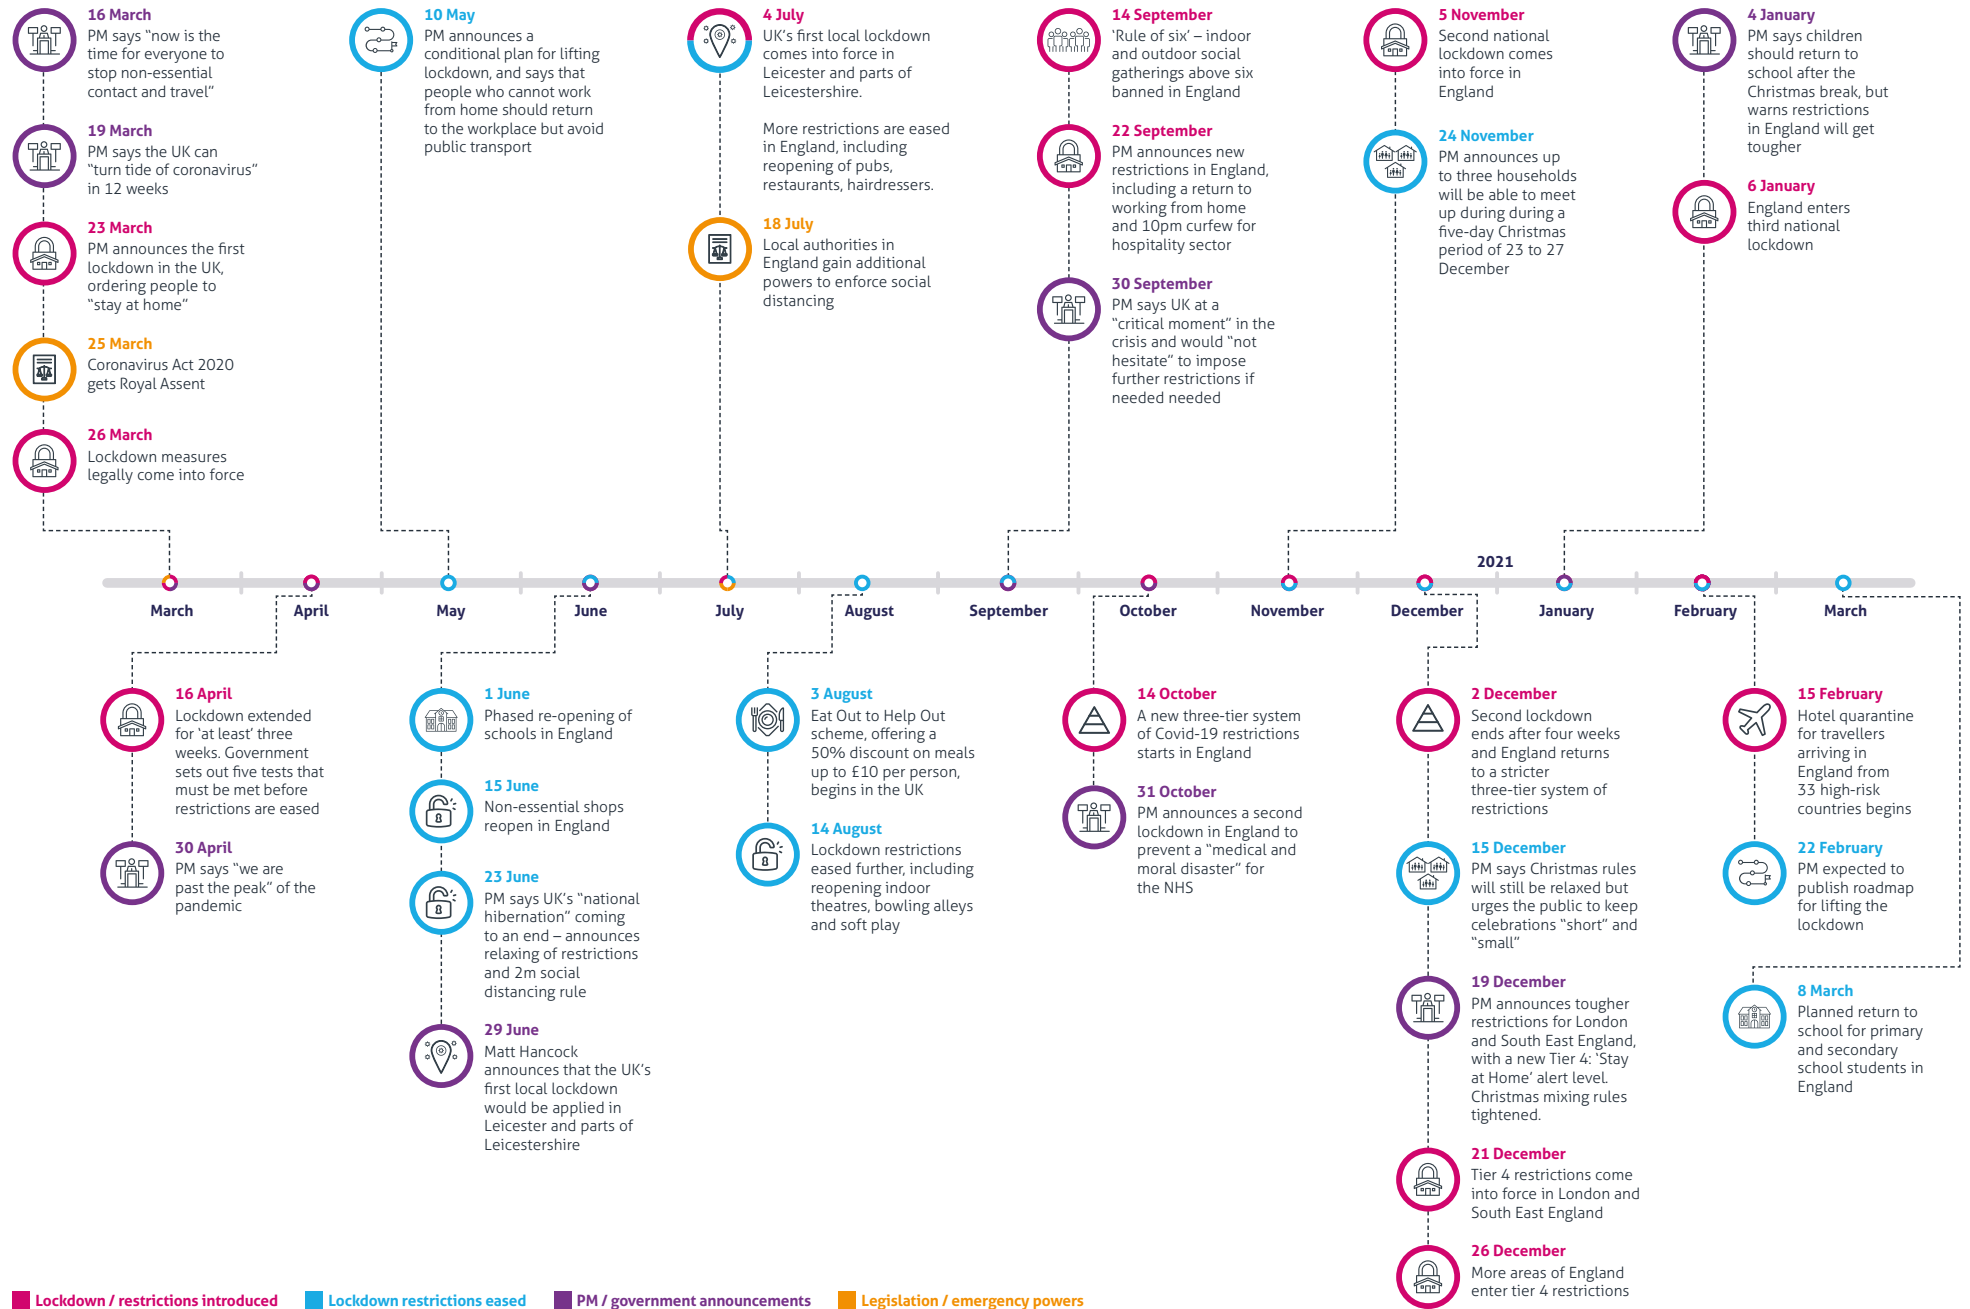 16 March
PM says “now is the
time for everyone to
stop non-essential
contact and travel”
19 March
PM says the UK can
“turn tide of coronavirus”
in 12 weeks
23 March
PM announces the first
lockdown in the UK,
ordering people to
“stay at home”
25 March
Coronavirus Act 2020
gets Royal Assent
26 March
Lockdown measures
legally come into force
10 May
PM announces a
conditional plan for lifting
lockdown, and says that
people who cannot work
from home should return
to the workplace but avoid
public transport
4 July
UK’s first local lockdown
comes into force in
Leicester and parts of
Leicestershire.
More restrictions are eased
in England, including
reopening of pubs,
restaurants, hairdressers.
18 July
Local authorities in
England gain additional
powers to enforce social
distancing
14 September
‘Rule of six’ – indoor
and outdoor social
gatherings above six
banned in England
22 September
PM announces new
restrictions in England,
including a return to
working from home
and 10pm curfew for
hospitality sector
30 September
PM says UK at a
“critical moment” in the
crisis and would “not
hesitate” to impose
further restrictions if
needed needed
5 November
Second national
lockdown comes
into force in
England
24 November
PM announces up
to three households
will be able to meet
up during during a
five-day Christmas
period of 23 to 27
December
4 January
PM says children
should return to
school after the
Christmas break, but
warns restrictions
in England will get
tougher
6 January
England enters
third national
lockdown
2021
March
April
May
June
July
August
September
October
November
December
January
February
March
16 April
Lockdown extended
for ‘at least’ three
weeks. Government
sets out five tests that
must be met before
restrictions are eased
30 April
PM says “we are
past the peak” of the
pandemic
1 June
Phased re-opening of
schools in England
15 June
Non-essential shops
reopen in England
23 June
PM says UK’s “national
hibernation” coming
to an end – announces
relaxing of restrictions
and 2m social
distancing rule
29 June
Matt Hancock
announces that the UK’s
first local lockdown
would be applied in
Leicester and parts of
Leicestershire
3 August
Eat Out to Help Out
scheme, offering a
50% discount on meals
up to £10 per person,
begins in the UK
14 August
Lockdown restrictions
eased further, including
reopening indoor
theatres, bowling alleys
and soft play
14 October
A new three-tier system
of Covid-19 restrictions
starts in England
31 October
PM announces a second
lockdown in England to
prevent a “medical and
moral disaster” for
the NHS
2 December
Second lockdown
ends after four weeks
and England returns
to a stricter
three-tier system of
restrictions
15 December
PM says Christmas rules
will still be relaxed but
urges the public to keep
celebrations “short” and
“small”
19 December
PM announces tougher
restrictions for London
and South East England,
with a new Tier 4: ‘Stay
at Home’ alert level.
Christmas mixing rules
tightened.
21 December
Tier 4 restrictions come
into force in London and
South East England
26 December
More areas of England
enter tier 4 restrictions
15 February
Hotel quarantine
for travellers
arriving in
England from
33 high-risk
countries begins
22 February
PM expected to
publish roadmap
for lifting the
lockdown
8 March
Planned return to
school for primary
and secondary
school students in
England
Lockdown / restrictions introduced
Lockdown restrictions eased
PM / government announcements
Legislation / emergency powers